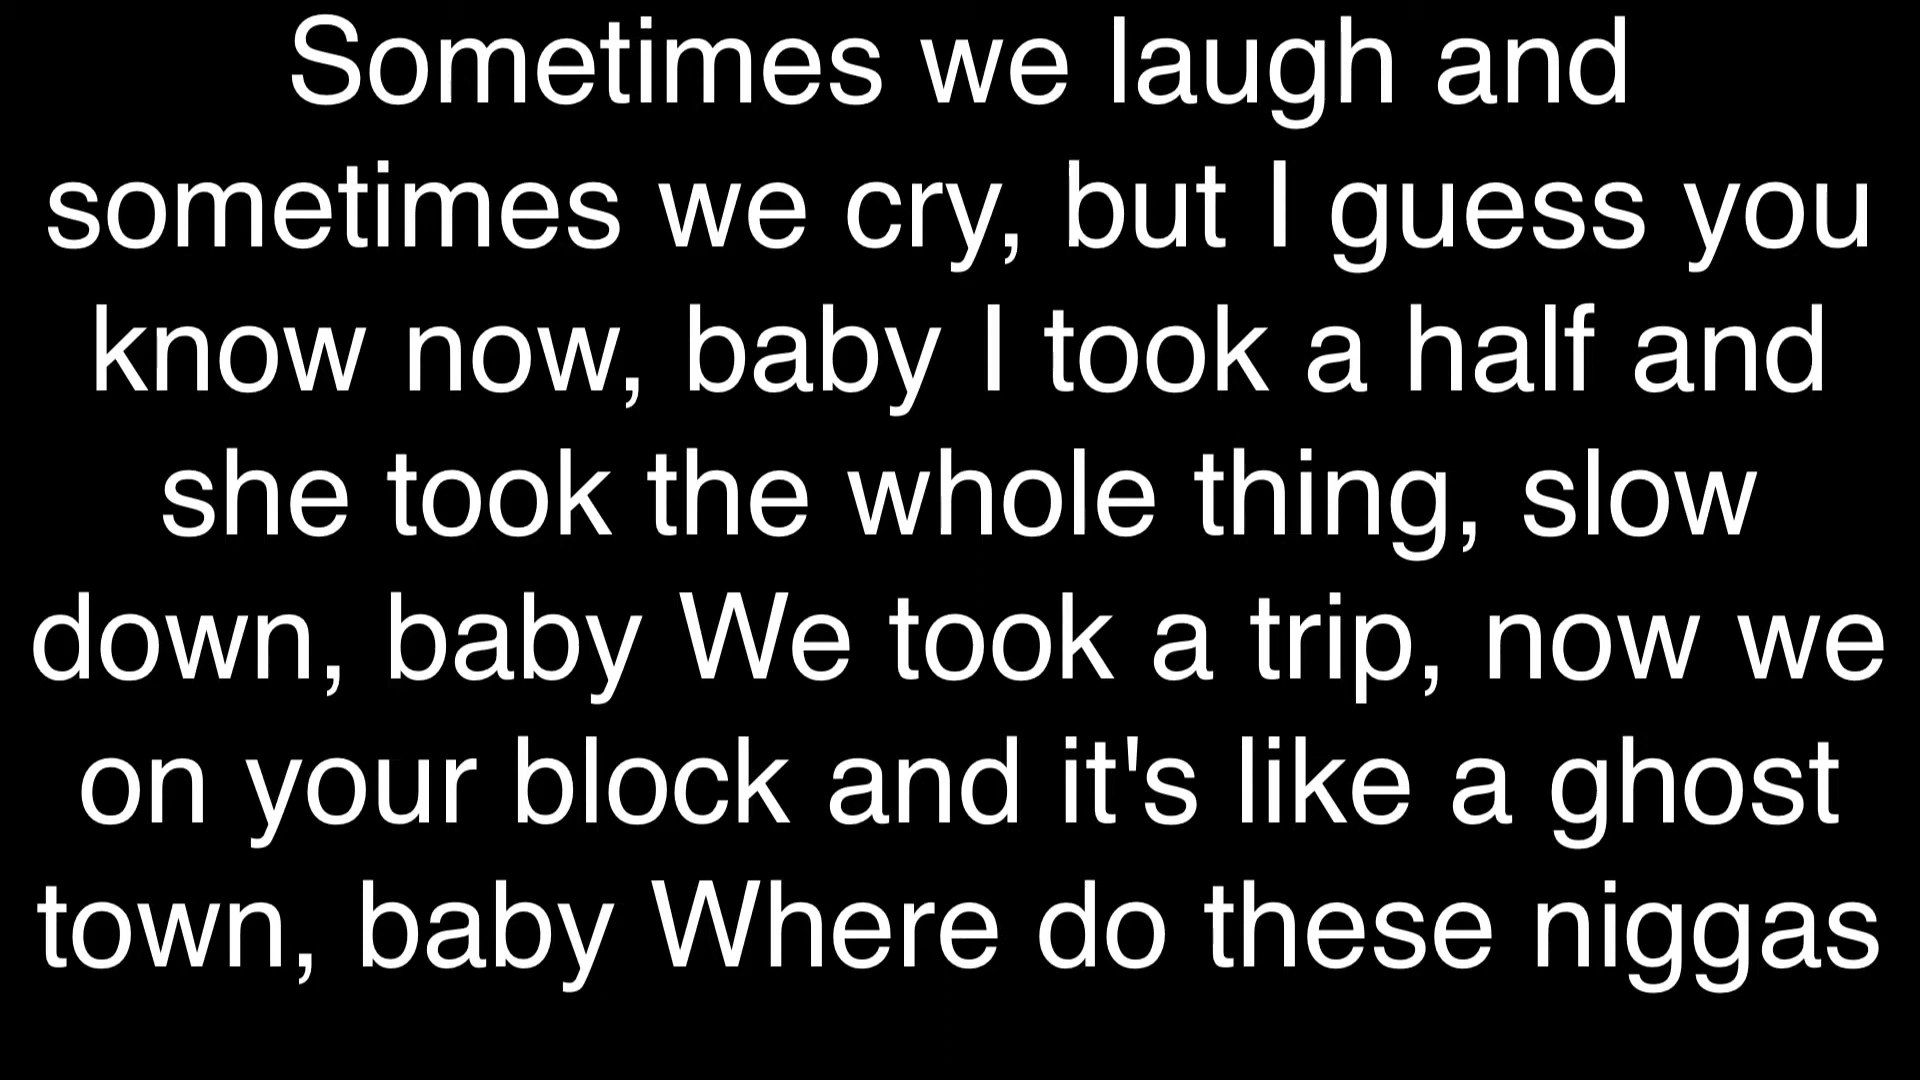 Sometimes we laugh and
sometimes we cry, but I guess you
know now, baby I took a half and
she took the whole thing, slow
down, baby We took a trip, now we
on your block and it's like a ghost
town, baby Where do these niggas